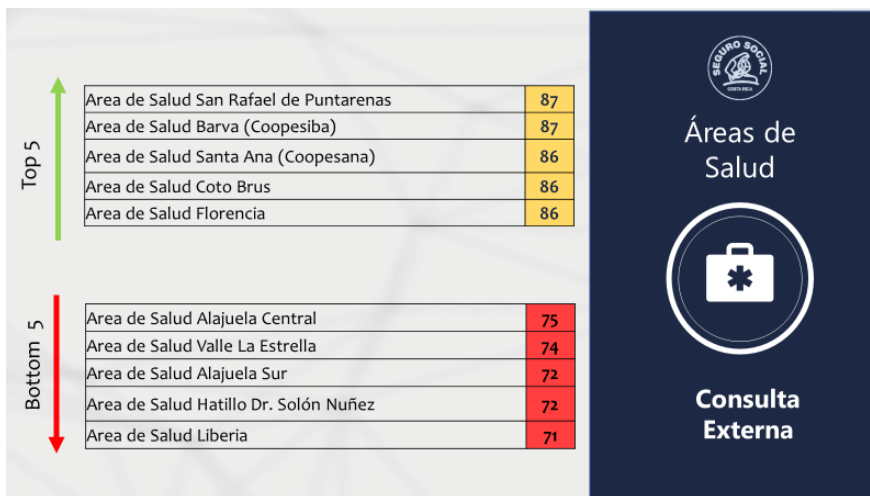 Top 5
Area de Salud San Rafael de Puntarenas 87
Area de Salud Barva (Coopesiba) 87
Area de Salud Santa Ana (Coopesana) 86
Area de Salud Coto Brus 86
Area de Salud Florencia 86
Bottom 5
Area de Salud Alajuela Central 75
Area de Salud Valle La Estrella 74
Area de Salud Alajuela Sur 72
Area de Salud Hatillo Dr. Solón Nuñez 72
Area de Salud Liberia 71
SEGURO SOCIAL
COSTA RICA
Áreas de
Salud
Consulta
Externa